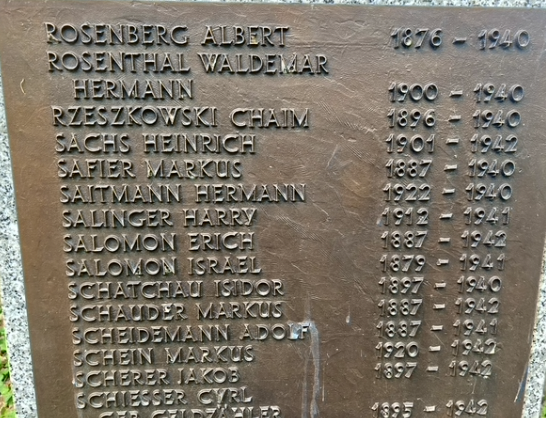 ROSENBERG ALBERT 1876 - 1940
ROSENTHAL WALDEMAR
HERMANN 1900 - 1940
RZESZKOWSKI CHAIM 1896 - 1940
SACHS HEINRICH 1901 - 1942
SAFIER MARKUS 1887 - 1940
SAITMANN HERMANN 1922 - 1940
SALINGER HARRY 1912 - 1941
SALOMON ERICH 1887 - 1942
SALOMON ISRAEL 1879 - 1941
SCHATCHAU ISIDOR 1897 - 1940
SCHAUDER MARKUS 1887 - 1942
SCHEIDEMANN ADOLF 1887 - 1941
SCHEIN MARKUS 1920 - 1942
SCHERER JAKOB 1897 - 1942
SCHIESSER CYRL
GEB GELDZÄHLER 1895 - 1942